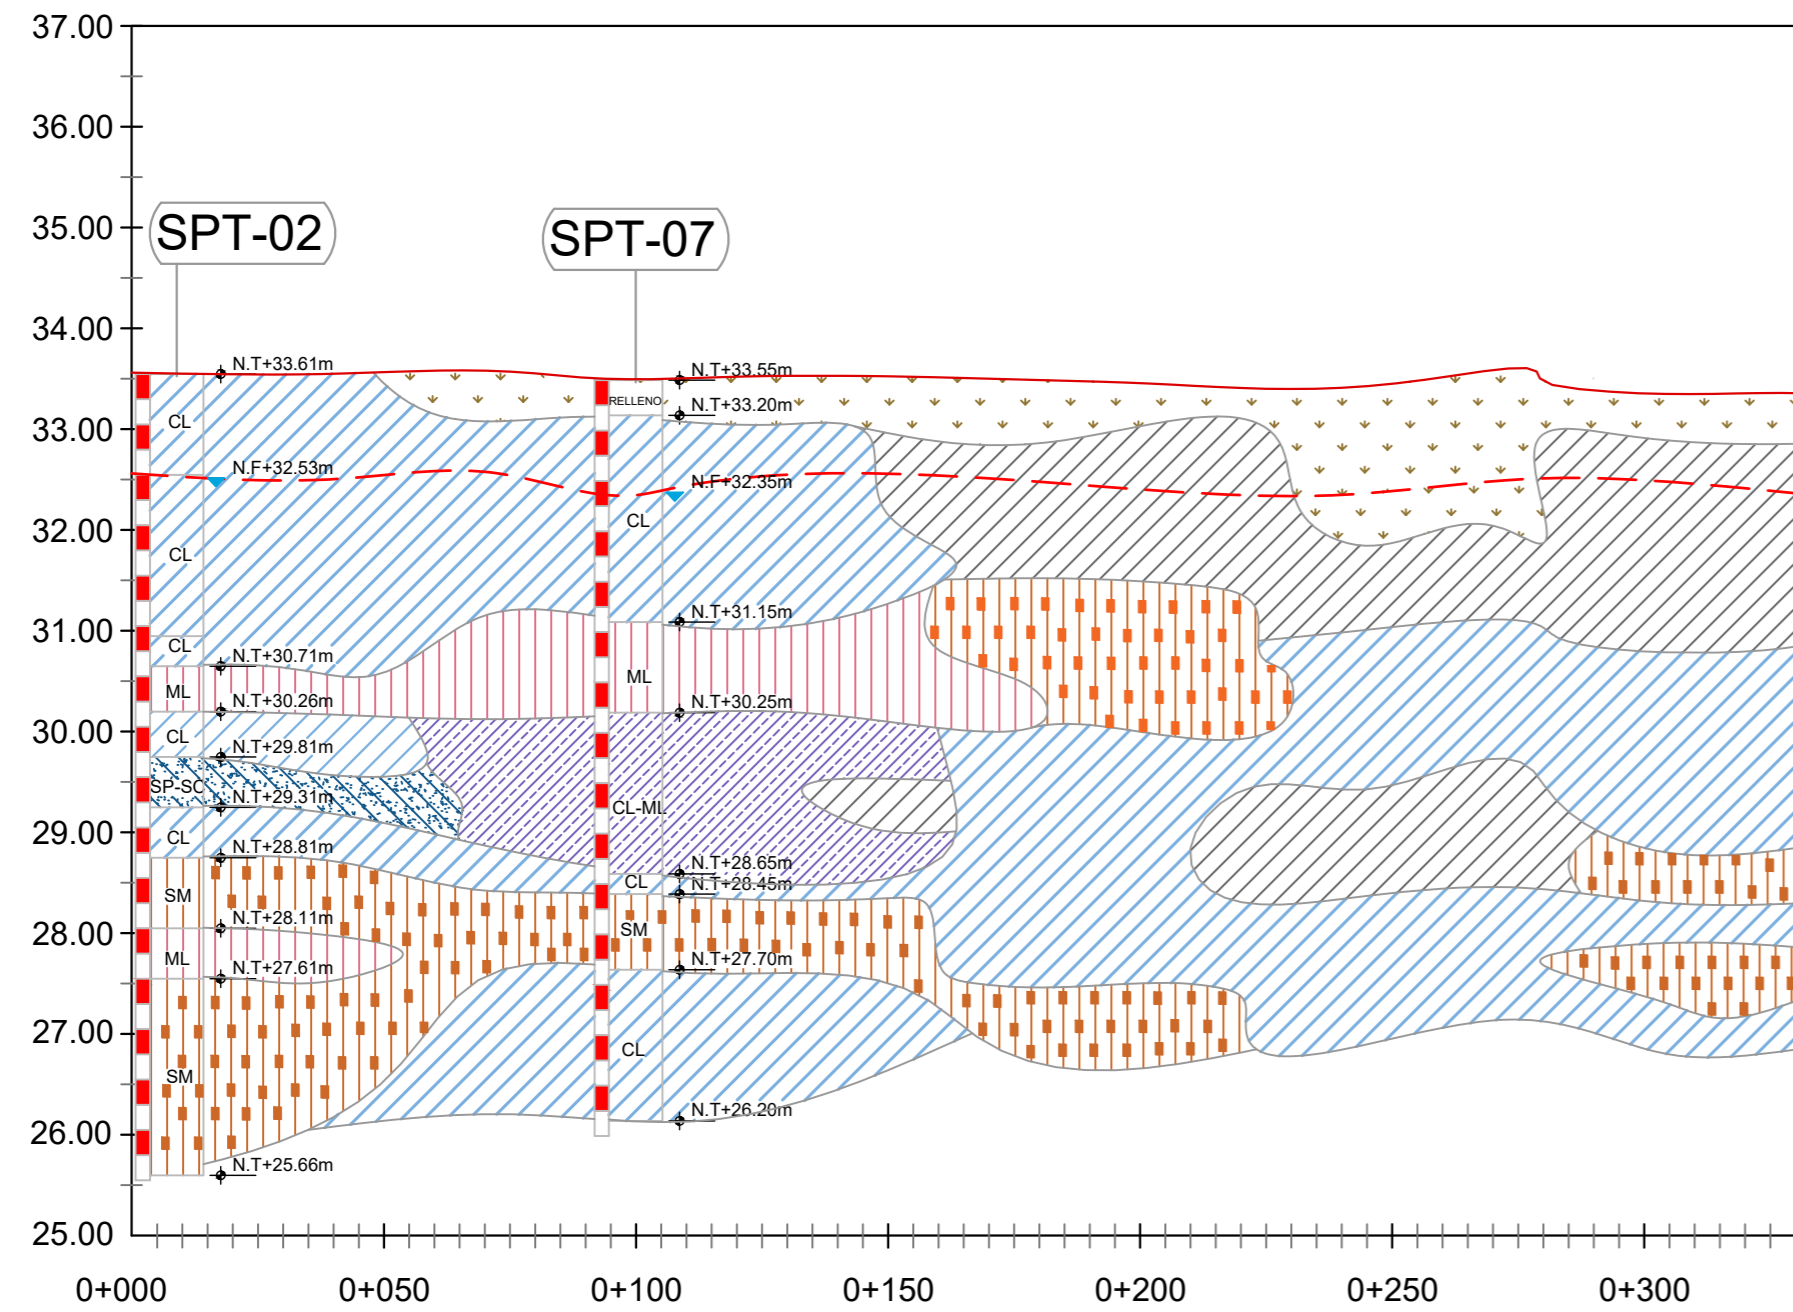 37.00
36.00
35.00
34.00
33.00
32.00
31.00
30.00
29.00
28.00
27.00
26.00
25.00
SPT-02
N.T+33.61m
CL
N.F+32.53m
CL
CL
N.T+30.71m
ML
N.T+30.26m
CL
N.T+29.81m
SP-SC
N.T+29.31m
CL
N.T+28.81m
SM
N.T+28.11m
ML
N.T+27.61m
SM
N.T+25.66m
SPT-07
N.T+33.55m
RELLENO
N.T+33.20m
N.F+32.35m
CL
N.T+31.15m
ML
N.T+30.25m
CL-ML
N.T+28.65m
CL
N.T+28.45m
SM
N.T+27.70m
CL
N.T+26.20m
0+000 0+050 0+100 0+150 0+200 0+250 0+300